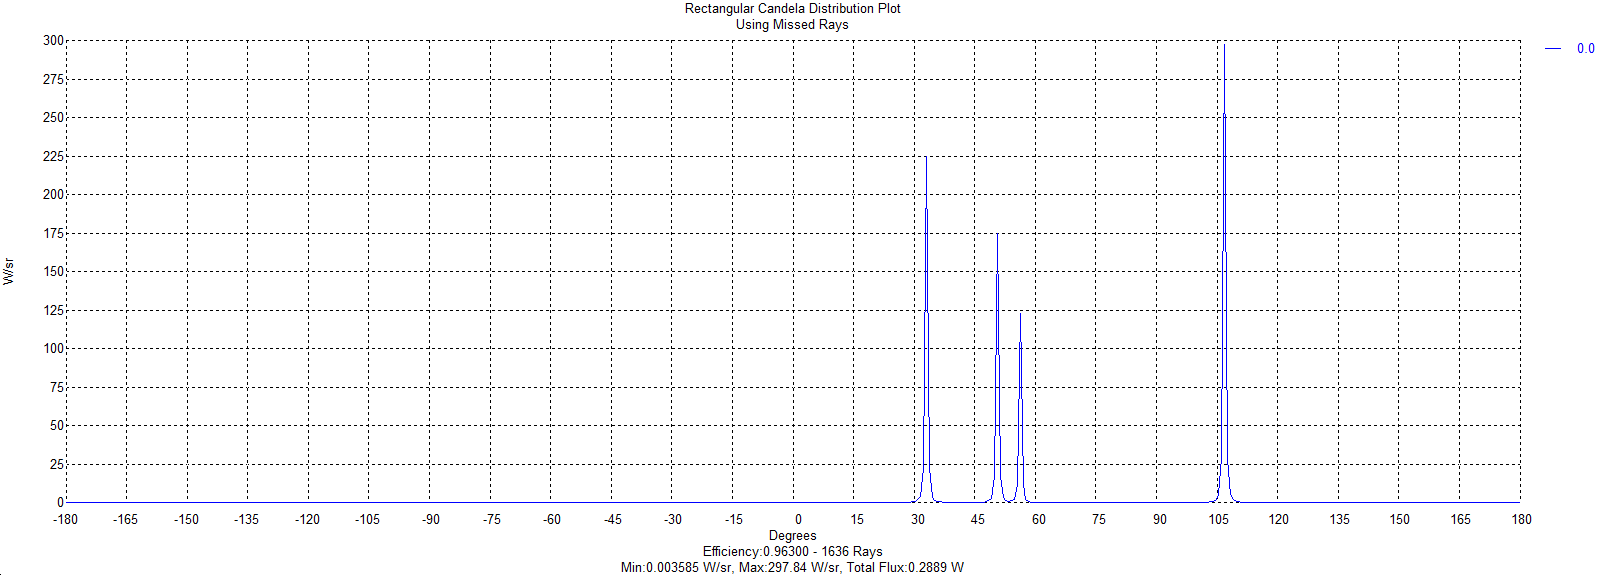 Rectangular Candela Distribution Plot
Using Missed Rays
300
275
250
225
200
175
150
125
100
75
50
25
0
W/sr
-180 -165 -150 -135 -120 -105 -90 -75 -60 -45 -30 -15 0 15 30 45 60 75 90 105 120 135 150 165 180
Degrees
Efficiency:0.96300 - 1636 Rays
Min:0.003585 W/sr, Max:297.84 W/sr, Total Flux:0.2889 W
0.0